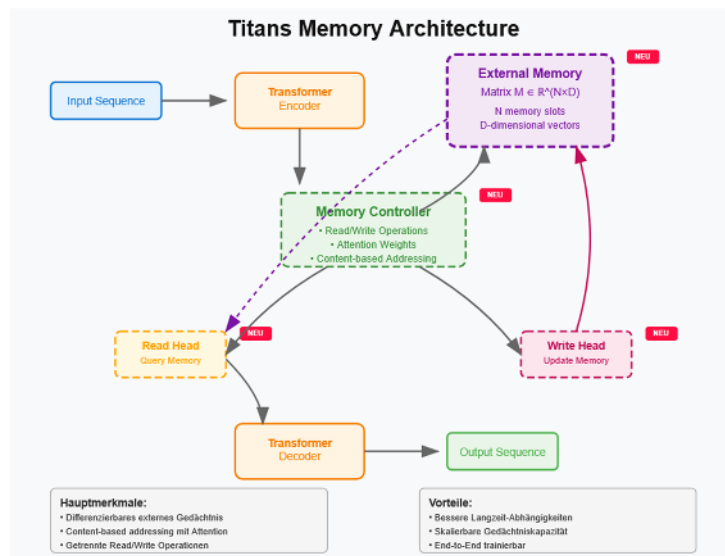 Titans Memory Architecture
NEU
External Memory
Matrix M ∈ ℝ^(N×D)
N memory slots
D-dimensional vectors
Input Sequence
Transformer
Encoder
NEU
Memory Controller
• Read/Write Operations
• Attention Weights
• Content-based Addressing
NEU
Read Head
Query Memory
NEU
Write Head
Update Memory
Transformer
Decoder
Output Sequence
Hauptmerkmale:
• Differenzierbares externes Gedächtnis
• Content-based addressing mit Attention
• Getrennte Read/Write Operationen
Vorteile:
• Bessere Langzeit-Abhängigkeiten
• Skalierbare Gedächtniskapazität
• End-to-End trainierbar